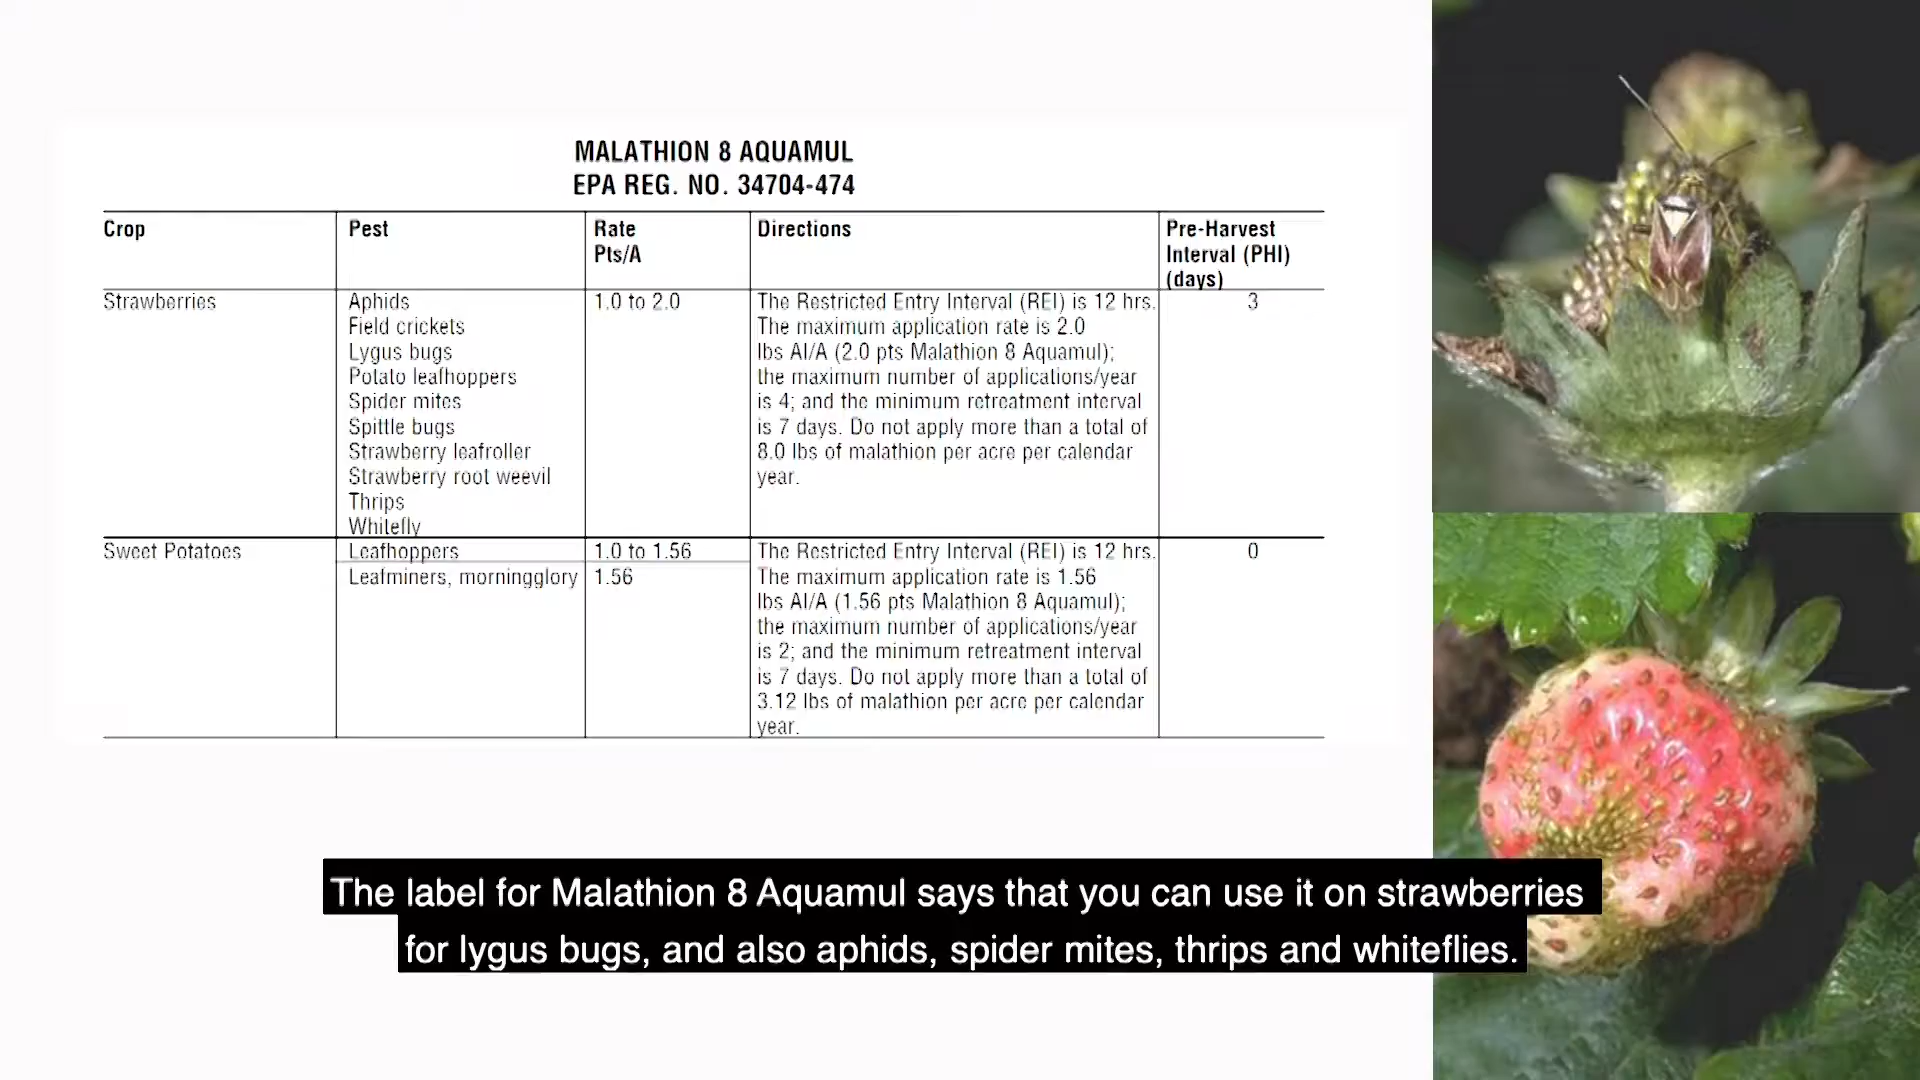 MALATHION 8 AQUAMUL
EPA REG. NO. 34704-474
Crop
Pest
Rate
Pts/A
Directions
Pre-Harvest
Interval (PHI)
(days)
Strawberries
Aphids
Field crickets
Lygus bugs
Potato leafhoppers
Spider mites
Spittle bugs
Strawberry leafroller
Strawberry root weevil
Thrips
Whitefly
1.0 to 2.0
The Restricted Entry Interval (REI) is 12 hrs.
The maximum application rate is 2.0
lbs AI/A (2.0 pts Malathion 8 Aquamul);
the maximum number of applications/year
is 4; and the minimum retreatment interval
is 7 days. Do not apply more than a total of
8.0 lbs of malathion per acre per calendar
year.
3
Sweet Potatoes
Leafhoppers
1.0 to 1.56
Leafminers, morningglory
1.56
The Restricted Entry Interval (REI) is 12 hrs.
The maximum application rate is 1.56
lbs AI/A (1.56 pts Malathion 8 Aquamul);
the maximum number of applications/year
is 2; and the minimum retreatment interval
is 7 days. Do not apply more than a total of
3.12 lbs of malathion per acre per calendar
year.
0
The label for Malathion 8 Aquamul says that you can use it on strawberries
for lygus bugs, and also aphids, spider mites, thrips and whiteflies.